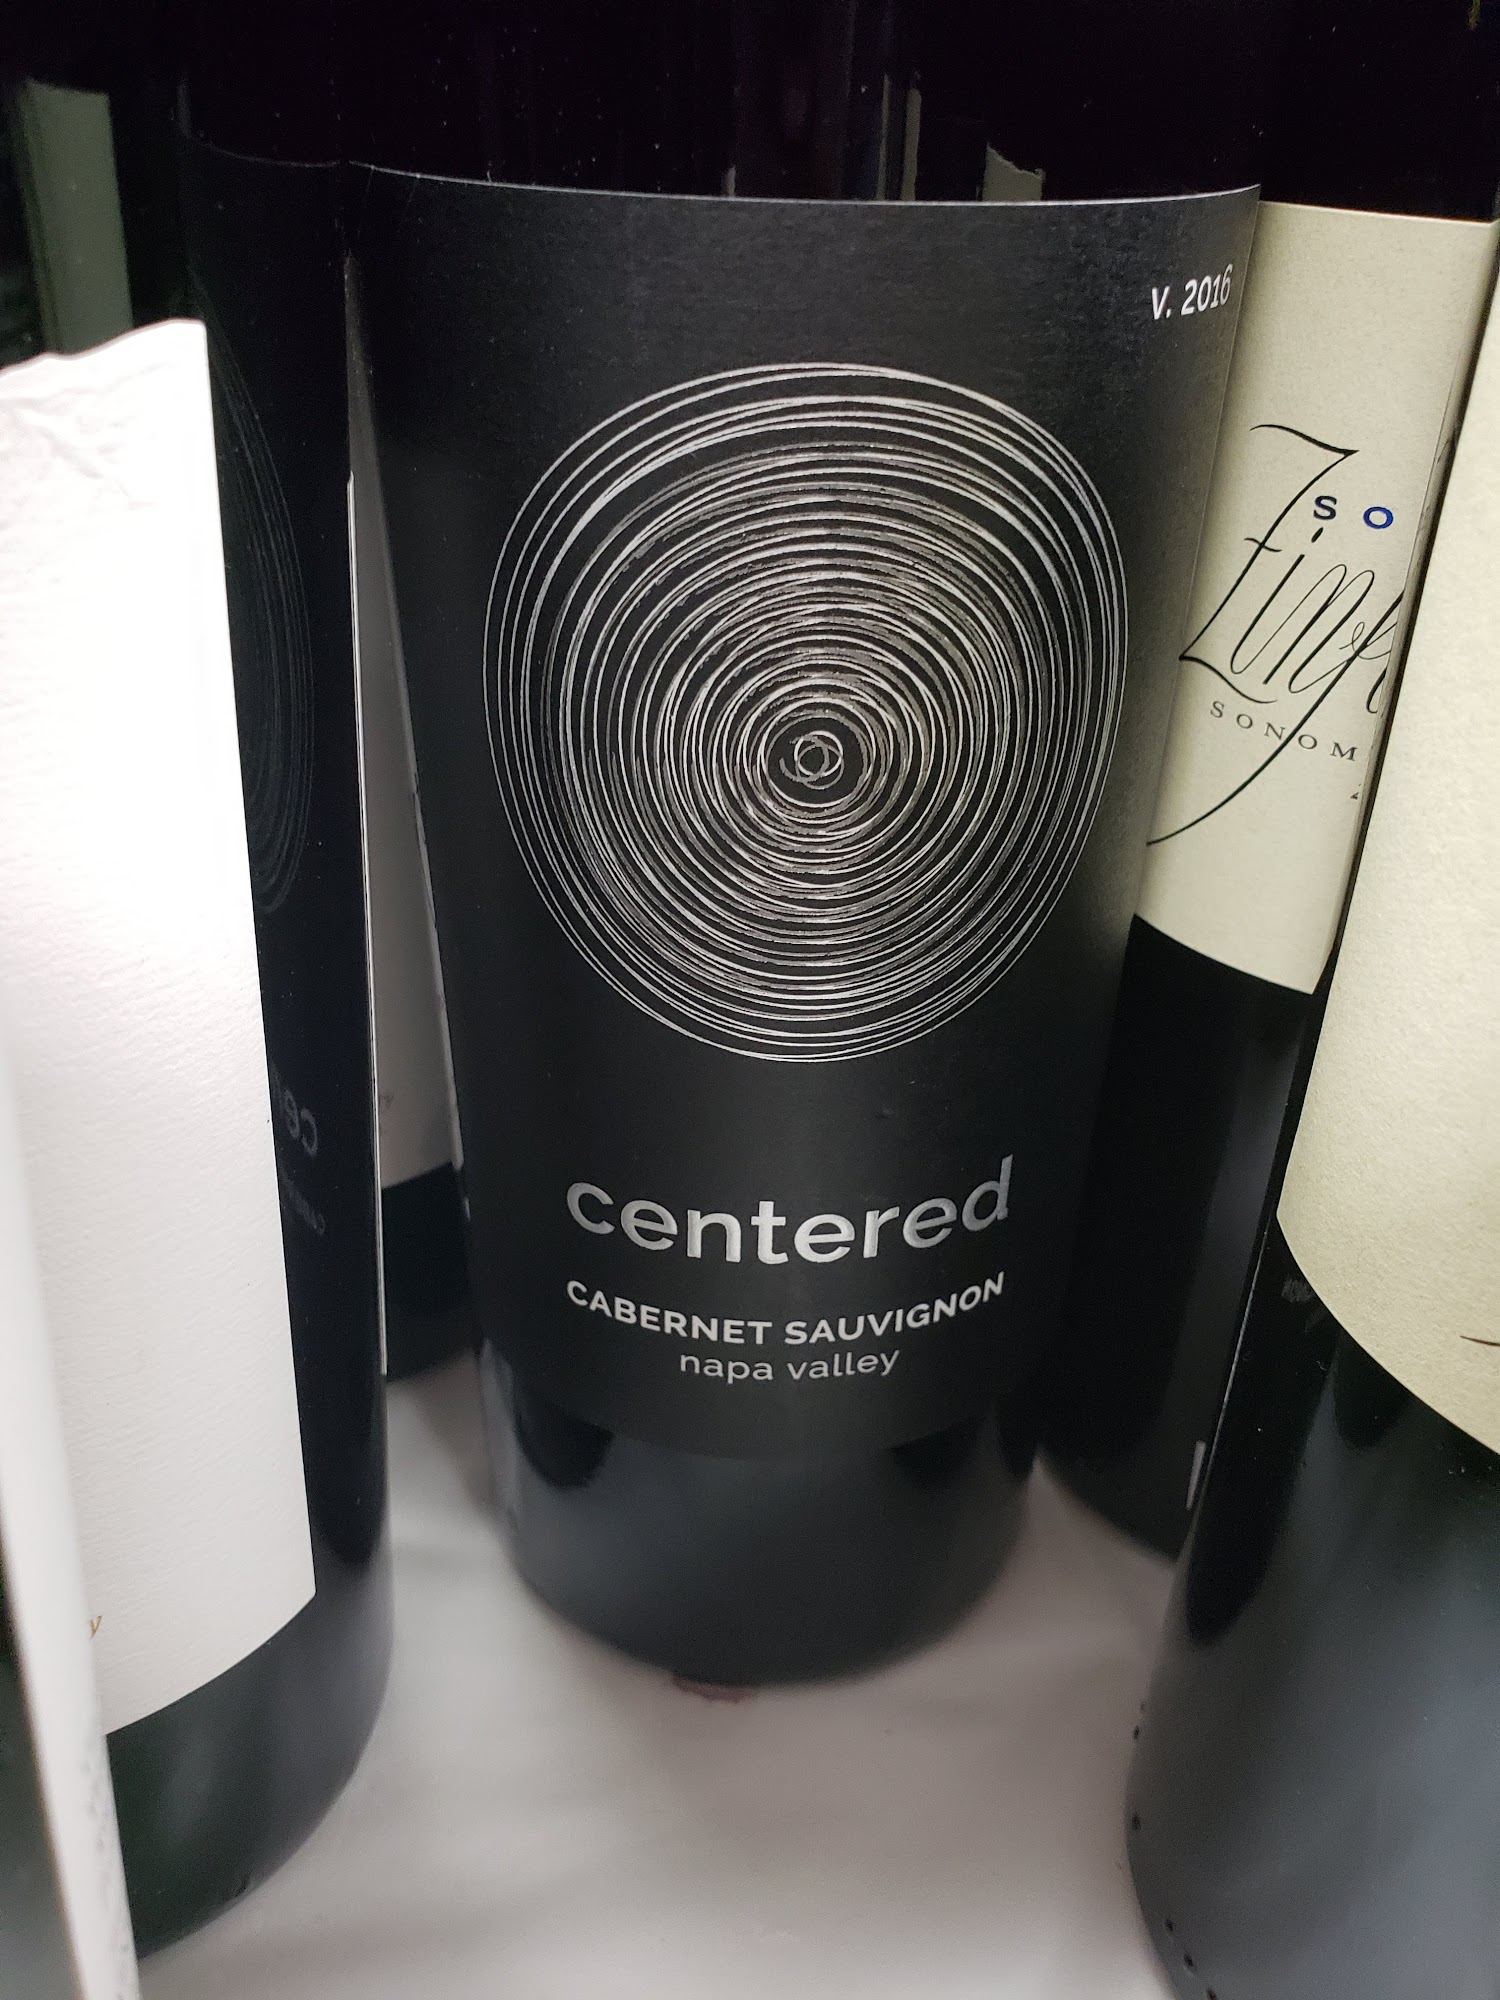 V. 2016
centered
CABERNET SAUVIGNON
napa valley
SO
SONOM
y